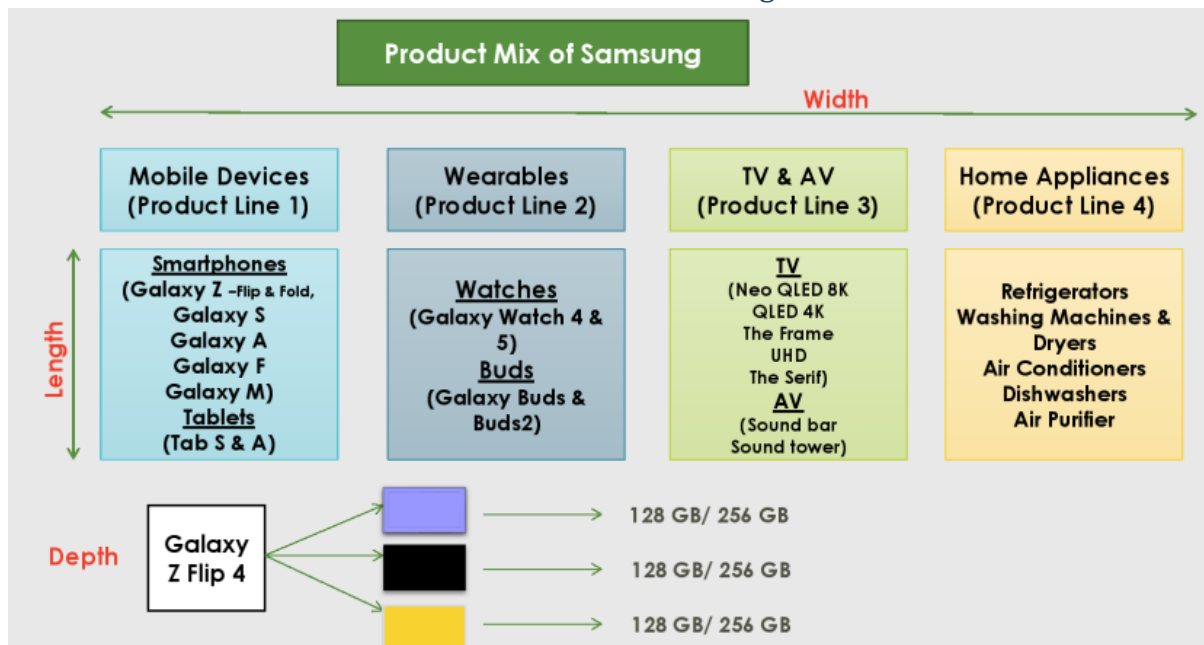 Product Mix of Samsung
Width
Mobile Devices
(Product Line 1)
Wearables
(Product Line 2)
TV & AV
(Product Line 3)
Home Appliances
(Product Line 4)
Length
Smartphones
(Galaxy Z –Flip & Fold,
Galaxy S
Galaxy A
Galaxy F
Galaxy M)
Tablets
(Tab S & A)
Watches
(Galaxy Watch 4 &
5)
Buds
(Galaxy Buds &
Buds2)
TV
(Neo QLED 8K
QLED 4K
The Frame
UHD
The Serif)
AV
(Sound bar
Sound tower)
Refrigerators
Washing Machines &
Dryers
Air Conditioners
Dishwashers
Air Purifier
Depth
Galaxy
Z Flip 4
128 GB/ 256 GB
128 GB/ 256 GB
128 GB/ 256 GB